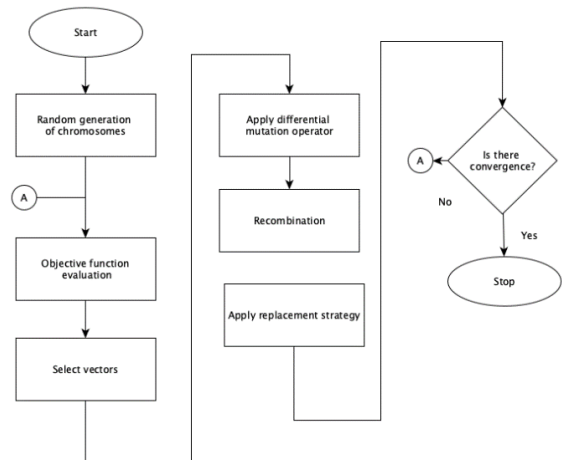 Start
Random generation
of chromosomes
A
Objective function
evaluation
Select vectors
Apply differential
mutation operator
Recombination
Apply replacement strategy
Is there
convergence?
A
No
Yes
Stop